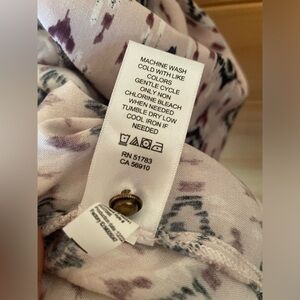 MACHINE WASH
COLD WITH LIKE
COLORS
GENTLE CYCLE
ONLY NON
CHLORINE BLEACH
WHEN NEEDED
TUMBLE DRY LOW
COOL IRON IF
NEEDED
RN 51783
CA 56910